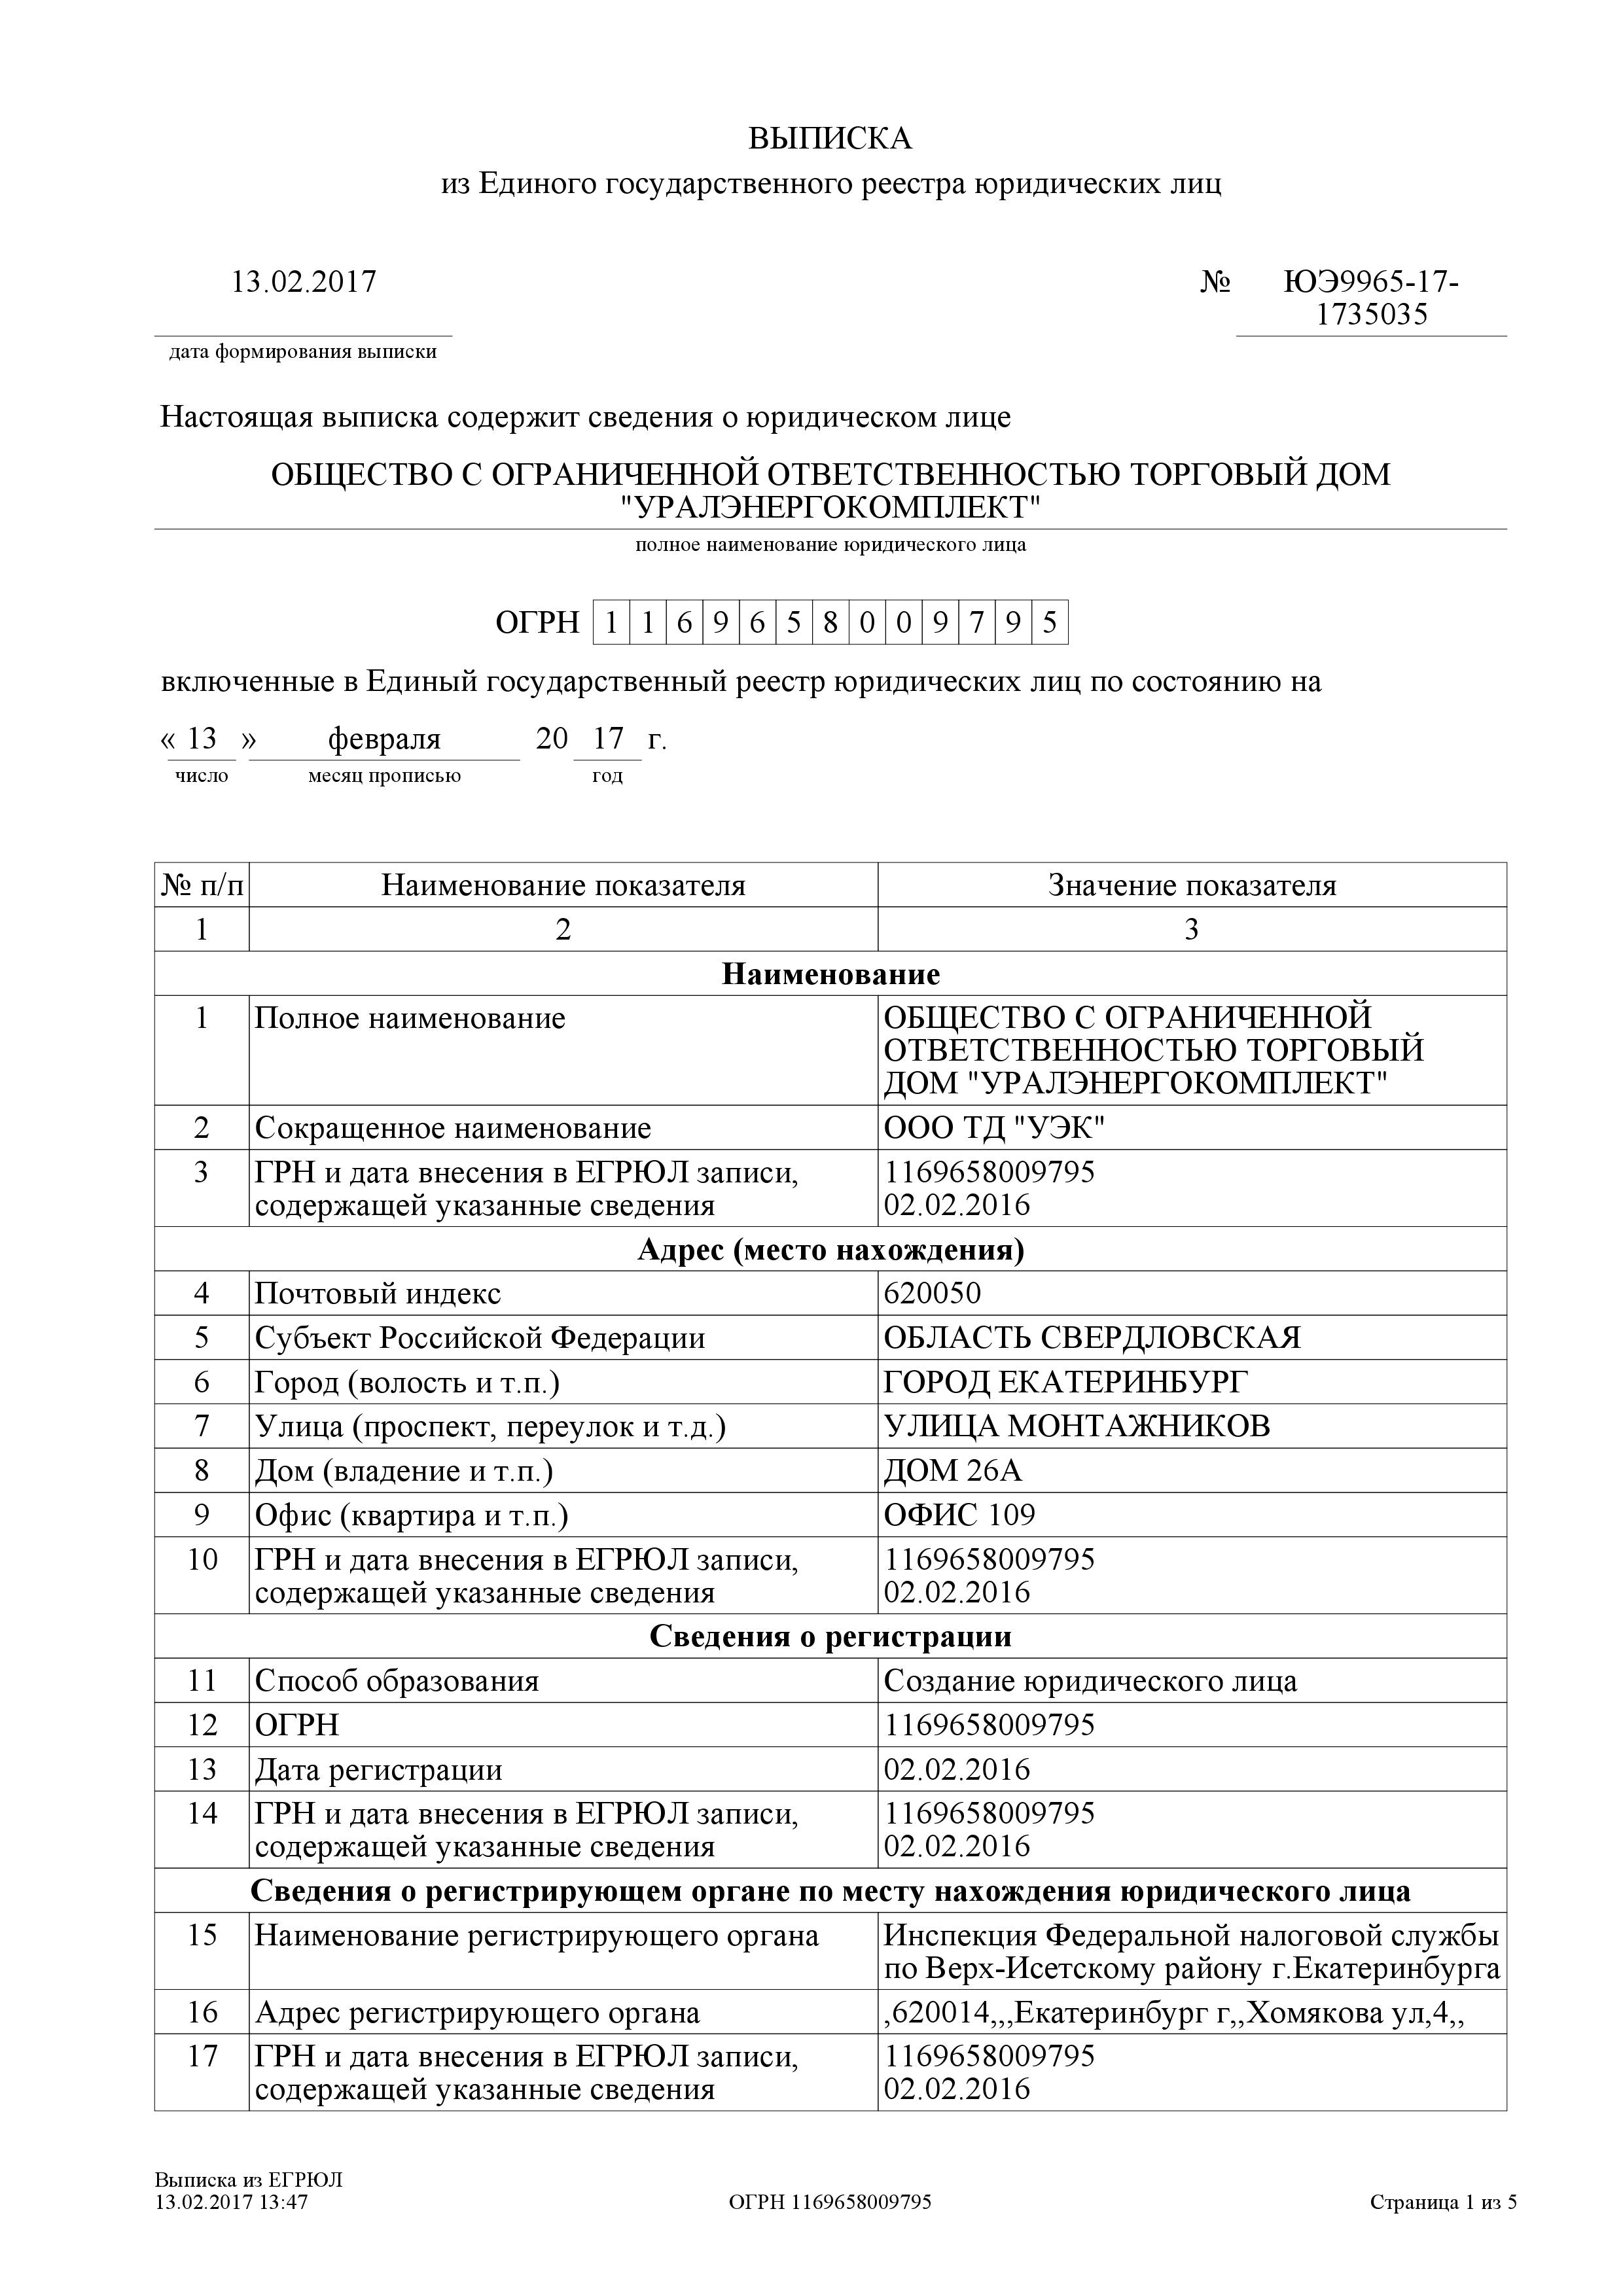 ВЫПИСКА
из Единого государственного реестра юридических лиц
13.02.2017 № ЮЭ9965-17-
1735035
дата формирования выписки
Настоящая выписка содержит сведения о юридическом лице
ОБЩЕСТВО С ОГРАНИЧЕННОЙ ОТВЕТСТВЕННОСТЬЮ ТОРГОВЫЙ ДОМ
"УРАЛЭНЕРГОКОМПЛЕКТ"
полное наименование юридического лица
ОГРН 1 1 6 9 6 5 8 0 0 9 7 9 5
включенные в Единый государственный реестр юридических лиц по состоянию на
« 13 » февраля 20 17 г.
число месяц прописью год
№ п/п Наименование показателя Значение показателя
1 2 3
Наименование
1 Полное наименование ОБЩЕСТВО С ОГРАНИЧЕННОЙ
ОТВЕТСТВЕННОСТЬЮ ТОРГОВЫЙ
ДОМ "УРАЛЭНЕРГОКОМПЛЕКТ"
2 Сокращенное наименование ООО ТД "УЭК"
3 ГРН и дата внесения в ЕГРЮЛ записи, 1169658009795
содержащей указанные сведения 02.02.2016
Адрес (место нахождения)
4 Почтовый индекс 620050
5 Субъект Российской Федерации ОБЛАСТЬ СВЕРДЛОВСКАЯ
6 Город (волость и т.п.) ГОРОД ЕКАТЕРИНБУРГ
7 Улица (проспект, переулок и т.д.) УЛИЦА МОНТАЖНИКОВ
8 Дом (владение и т.п.) ДОМ 26А
9 Офис (квартира и т.п.) ОФИС 109
10 ГРН и дата внесения в ЕГРЮЛ записи, 1169658009795
содержащей указанные сведения 02.02.2016
Сведения о регистрации
11 Способ образования Создание юридического лица
12 ОГРН 1169658009795
13 Дата регистрации 02.02.2016
14 ГРН и дата внесения в ЕГРЮЛ записи, 1169658009795
содержащей указанные сведения 02.02.2016
Сведения о регистрирующем органе по месту нахождения юридического лица
15 Наименование регистрирующего органа Инспекция Федеральной налоговой службы
по Верх-Исетскому району г.Екатеринбурга
16 Адрес регистрирующего органа ,620014,,,Екатеринбург г,,Хомякова ул,4,,
17 ГРН и дата внесения в ЕГРЮЛ записи, 1169658009795
содержащей указанные сведения 02.02.2016
Выписка из ЕГРЮЛ
13.02.2017 13:47 ОГРН 1169658009795 Страница 1 из 5